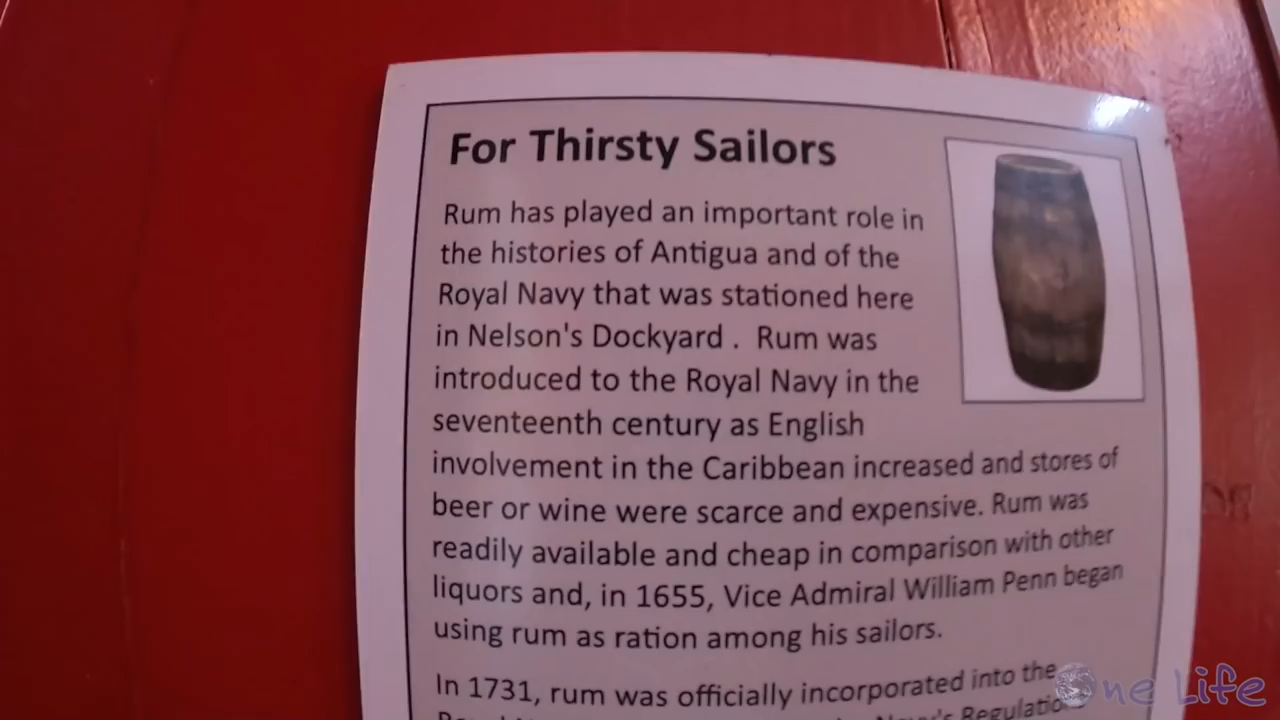 For Thirsty Sailors
Rum has played an important role in
the histories of Antigua and of the
Royal Navy that was stationed here
in Nelson's Dockyard . Rum was
introduced to the Royal Navy in the
seventeenth century as English
involvement in the Caribbean increased and stores of
beer or wine were scarce and expensive. Rum was
readily available and cheap in comparison with other
liquors and, in 1655, Vice Admiral William Penn began
using rum as ration among his sailors.
In 1731, rum was officially incorporated into the
Navy's
One Life